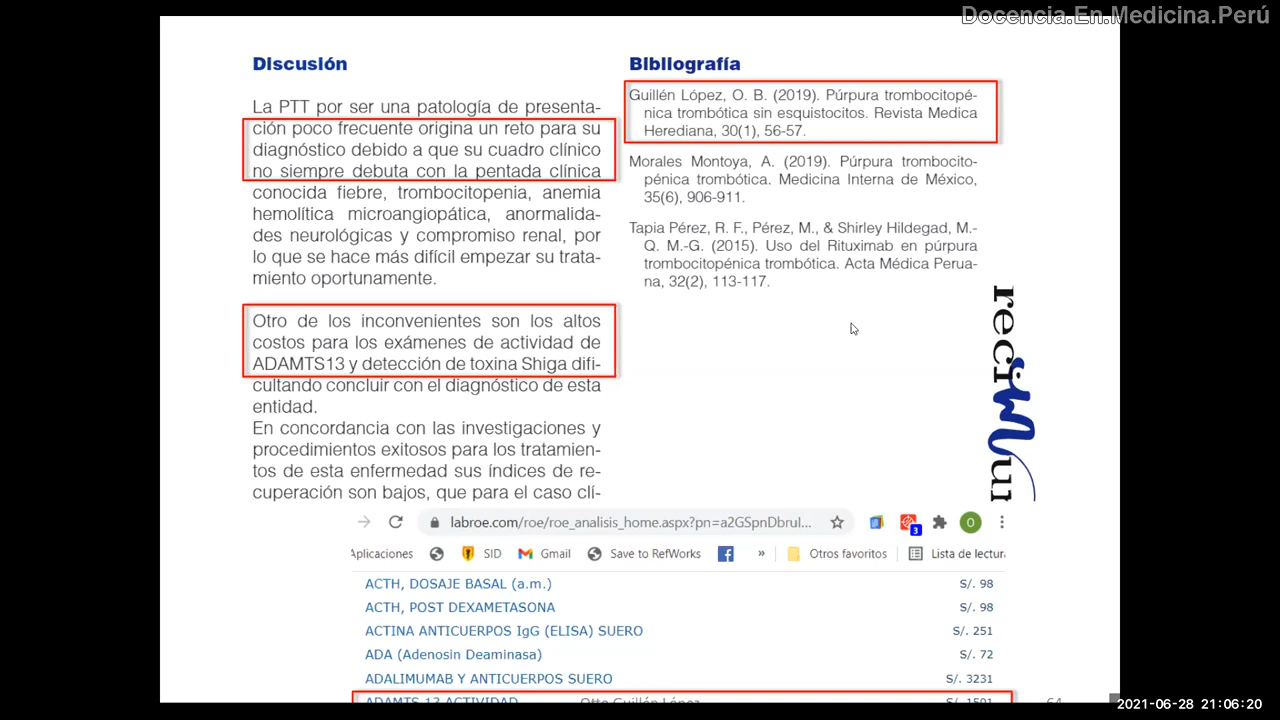 Docencia.En.Medicina.Perú
Discusión
La PTT por ser una patología de presenta-
ción poco frecuente origina un reto para su
diagnóstico debido a que su cuadro clínico
no siempre debuta con la pentada clínica
conocida fiebre, trombocitopenia, anemia
hemolítica microangiopática, anormalida-
des neurológicas y compromiso renal, por
lo que se hace más difícil empezar su trata-
miento oportunamente.
Otro de los inconvenientes son los altos
costos para los exámenes de actividad de
ADAMTS13 y detección de toxina Shiga difi-
cultando concluir con el diagnóstico de esta
entidad.
En concordancia con las investigaciones y
procedimientos exitosos para los tratamien-
tos de esta enfermedad sus índices de re-
cuperación son bajos, que para el caso clí-
Bibliografía
Guillén López, O. B. (2019). Púrpura trombocitopé-
nica trombótica sin esquistocitos. Revista Medica
Herediana, 30(1), 56-57.
Morales Montoya, A. (2019). Púrpura trombocito-
pénica trombótica. Medicina Interna de México,
35(6), 906-911.
Tapia Pérez, R. F., Pérez, M., & Shirley Hildegad, M.-
Q. M.-G. (2015). Uso del Rituximab en púrpura
trombocitopénica trombótica. Acta Médica Perua-
na, 32(2), 113-117.
reciMun
labroe.com/roe/roe_analisis_home.aspx?pn=a2GSpnDbruI...
3
O
Aplicaciones
SID
Gmail
Save to RefWorks
»
Otros favoritos
Lista de lectura
ACTH, DOSAJE BASAL (a.m.) S/. 98
ACTH, POST DEXAMETASONA S/. 98
ACTINA ANTICUERPOS IgG (ELISA) SUERO S/. 251
ADA (Adenosin Deaminasa) S/. 72
ADALIMUMAB Y ANTICUERPOS SUERO S/. 3231
ADAMTS 13 ACTIVIDAD Otto Guillén López S/. 1591 64
2021-06-28 21:06:20